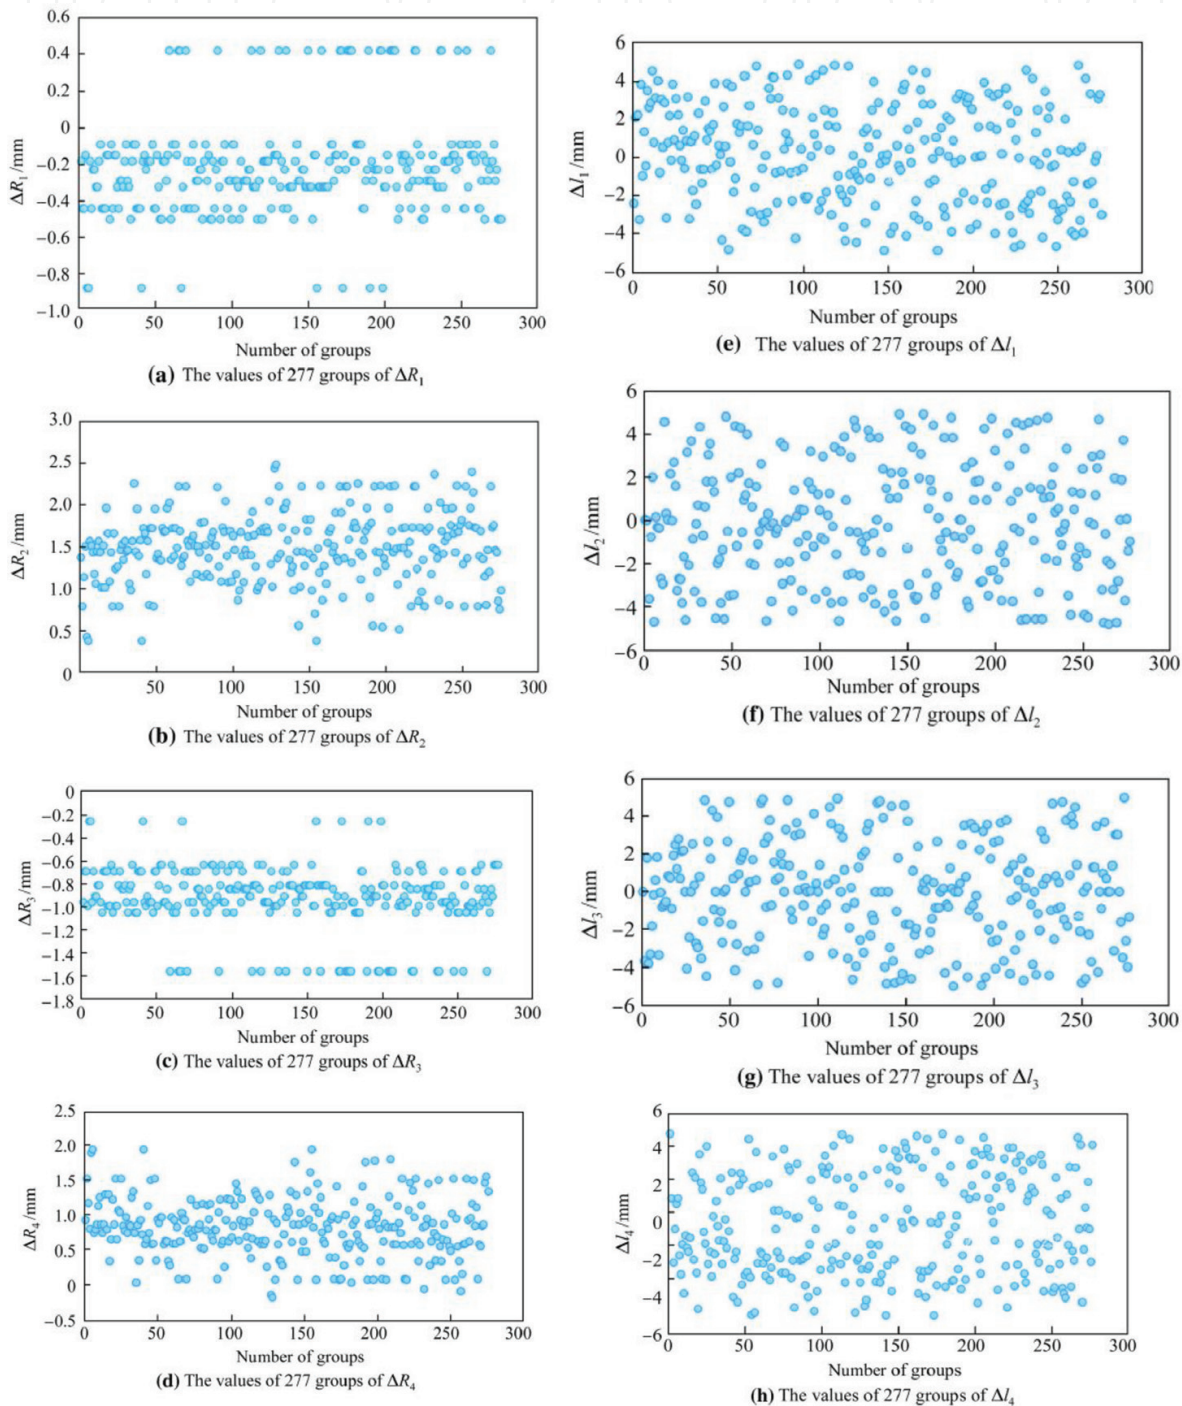 0.6
0.4
0.2
0
−0.2
−0.4
−0.6
−0.8
−1.0
ΔR1/mm
0 50 100 150 200 250 300
Number of groups
(a) The values of 277 groups of ΔR1
3.0
2.5
2.0
1.5
1.0
0.5
0
ΔR2/mm
50 100 150 200 250 300
Number of groups
(b) The values of 277 groups of ΔR2
0
−0.2
−0.4
−0.6
−0.8
−1.0
−1.2
−1.4
−1.6
−1.8
ΔR3/mm
0 50 100 150 200 250 300
Number of groups
(c) The values of 277 groups of ΔR3
2.5
2.0
1.5
1.0
0.5
0
−0.5
ΔR4/mm
0 50 100 150 200 250 300
Number of groups
(d) The values of 277 groups of ΔR4
6
4
2
0
−2
−4
−6
Δl1/mm
0 50 100 150 200 250 300
Number of groups
(e) The values of 277 groups of Δl1
6
4
2
0
−2
−4
−6
Δl2/mm
0 50 100 150 200 250 300
Number of groups
(f) The values of 277 groups of Δl2
6
4
2
0
−2
−4
−6
Δl3/mm
0 50 100 150 200 250 300
Number of groups
(g) The values of 277 groups of Δl3
6
4
2
0
−2
−4
−6
Δl4/mm
0 50 100 150 200 250 300
Number of groups
(h) The values of 277 groups of Δl4